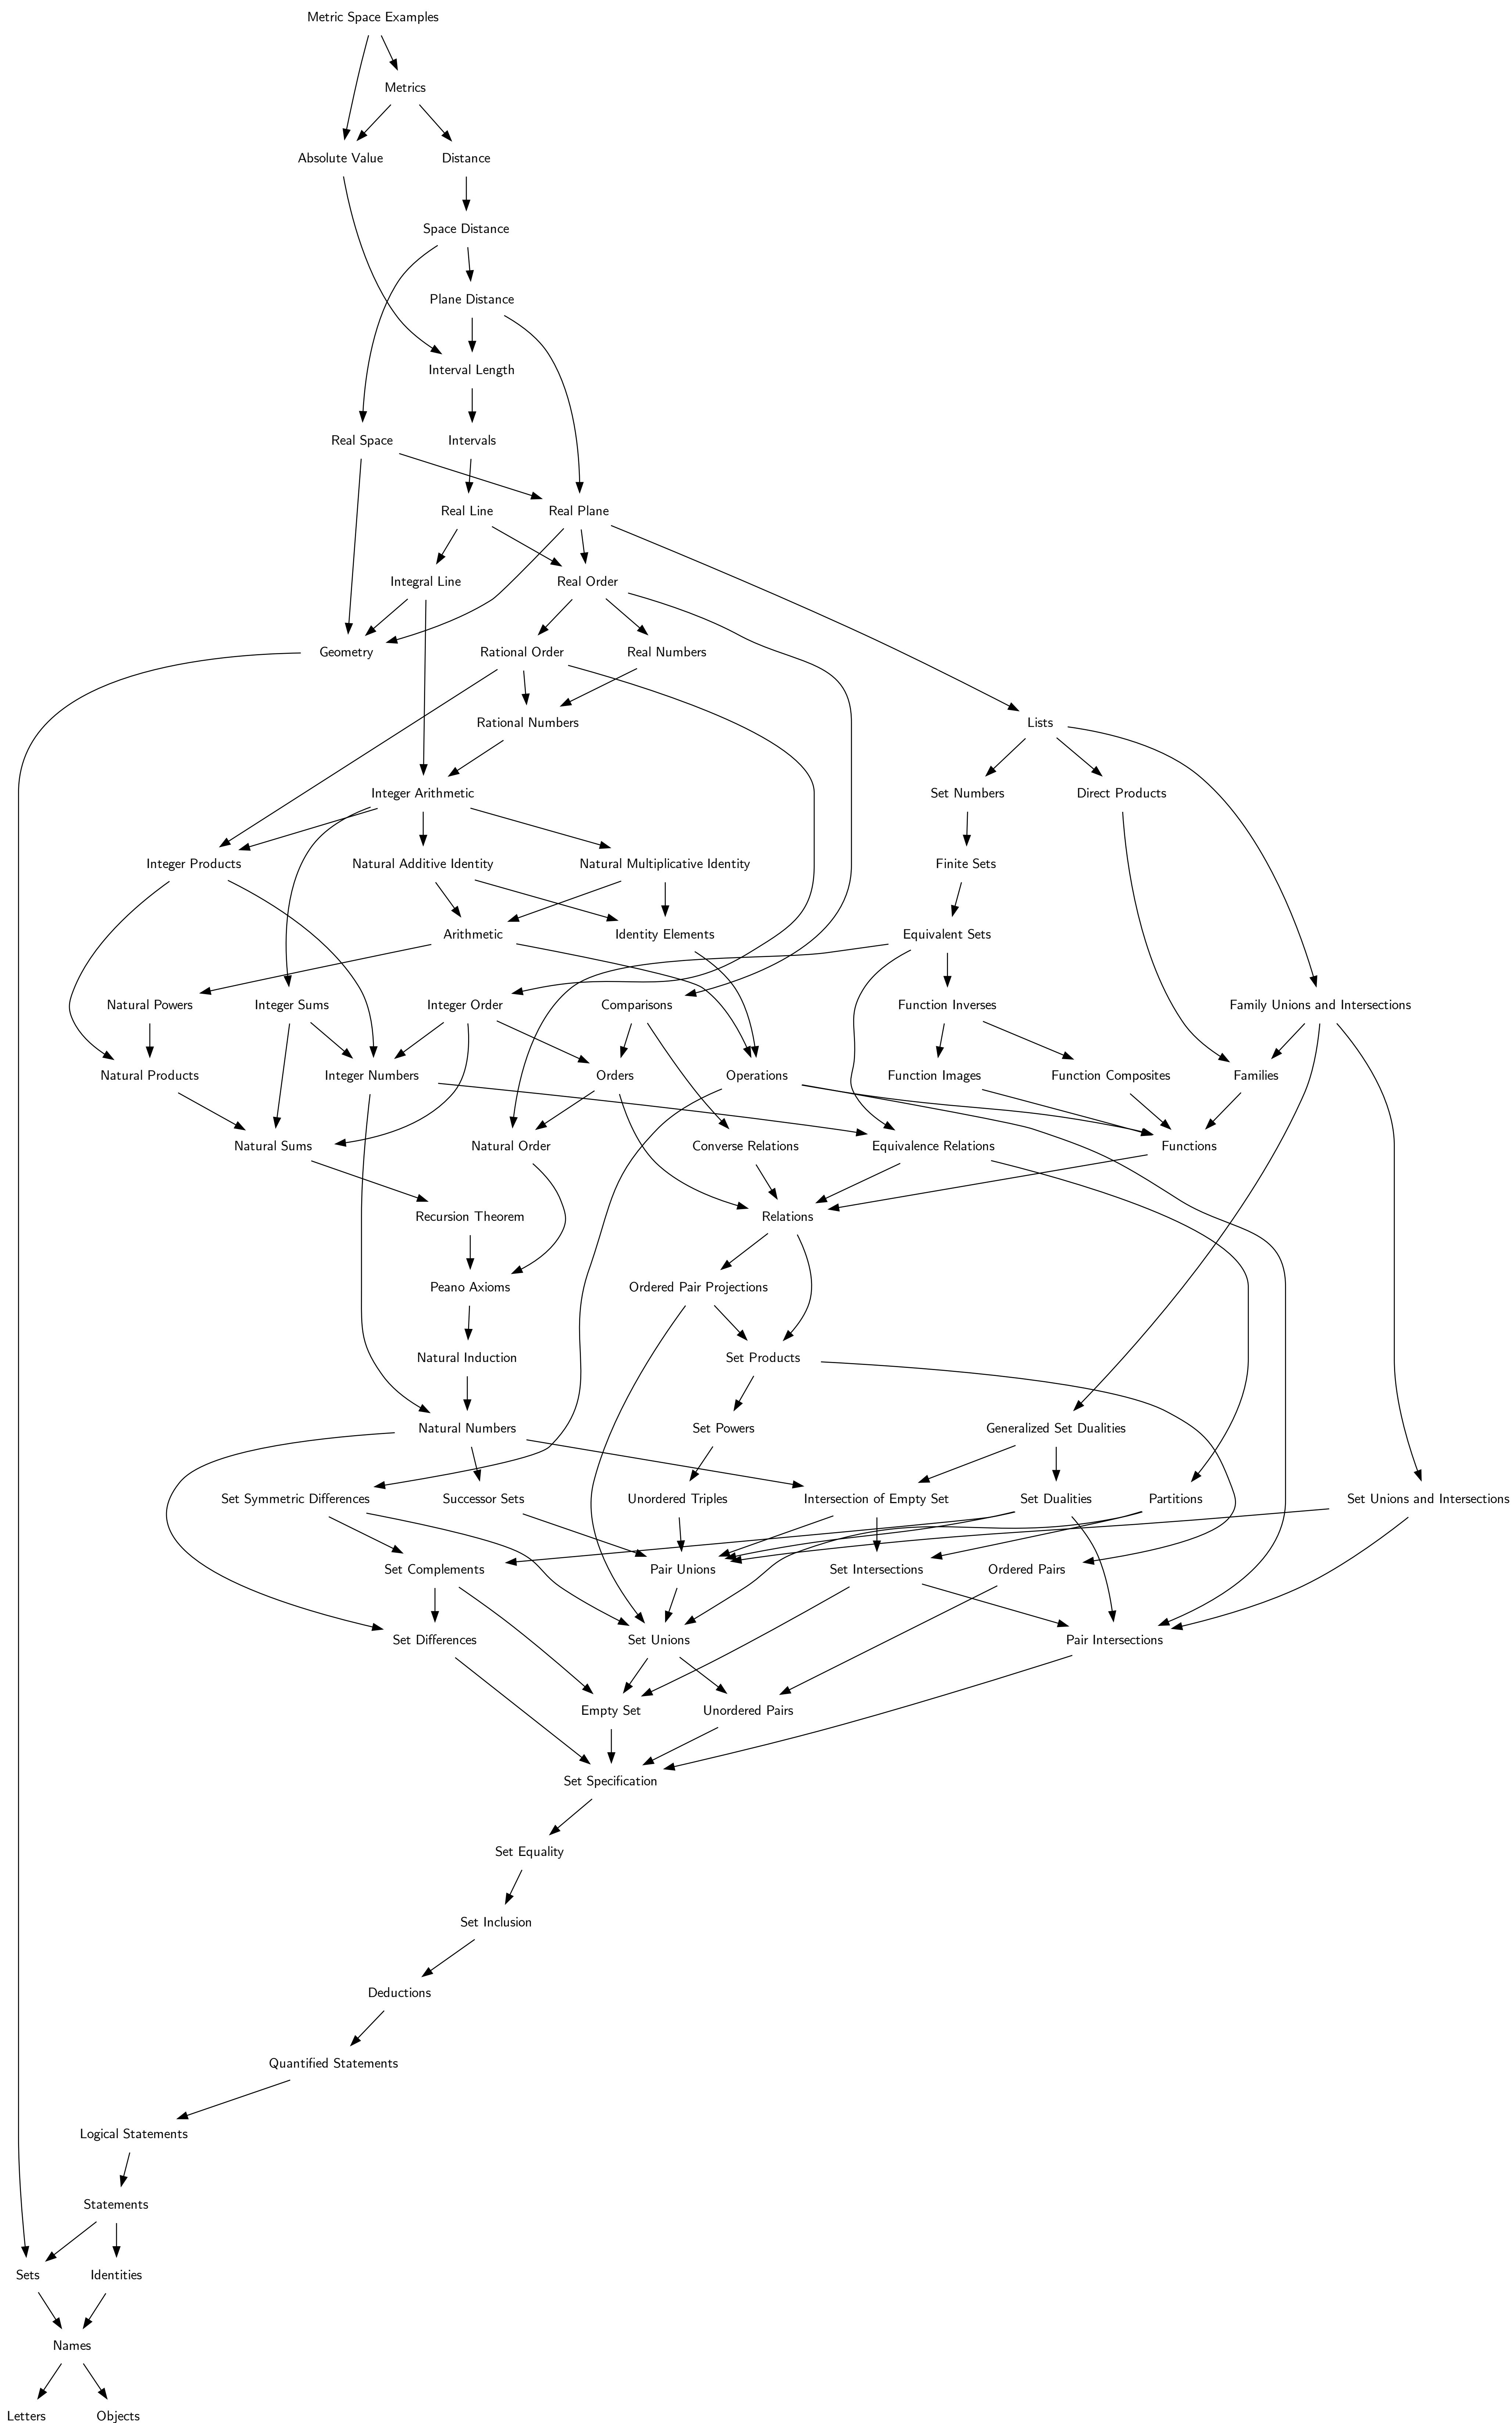 Metric Space Examples
Metrics
Absolute Value
Distance
Space Distance
Plane Distance
Interval Length
Real Space
Intervals
Real Line
Real Plane
Integral Line
Real Order
Geometry
Rational Order
Real Numbers
Rational Numbers
Lists
Integer Arithmetic
Set Numbers
Direct Products
Integer Products
Natural Additive Identity
Natural Multiplicative Identity
Finite Sets
Arithmetic
Identity Elements
Equivalent Sets
Natural Powers
Integer Sums
Integer Order
Comparisons
Function Inverses
Family Unions and Intersections
Natural Products
Integer Numbers
Orders
Operations
Function Images
Function Composites
Families
Natural Sums
Natural Order
Converse Relations
Equivalence Relations
Functions
Recursion Theorem
Relations
Peano Axioms
Ordered Pair Projections
Natural Induction
Set Products
Natural Numbers
Set Powers
Generalized Set Dualities
Set Symmetric Differences
Successor Sets
Unordered Triples
Intersection of Empty Set
Set Dualities
Partitions
Set Unions and Intersections
Set Complements
Pair Unions
Set Intersections
Ordered Pairs
Set Differences
Set Unions
Pair Intersections
Empty Set
Unordered Pairs
Set Specification
Set Equality
Set Inclusion
Deductions
Quantified Statements
Logical Statements
Statements
Sets
Identities
Names
Letters
Objects